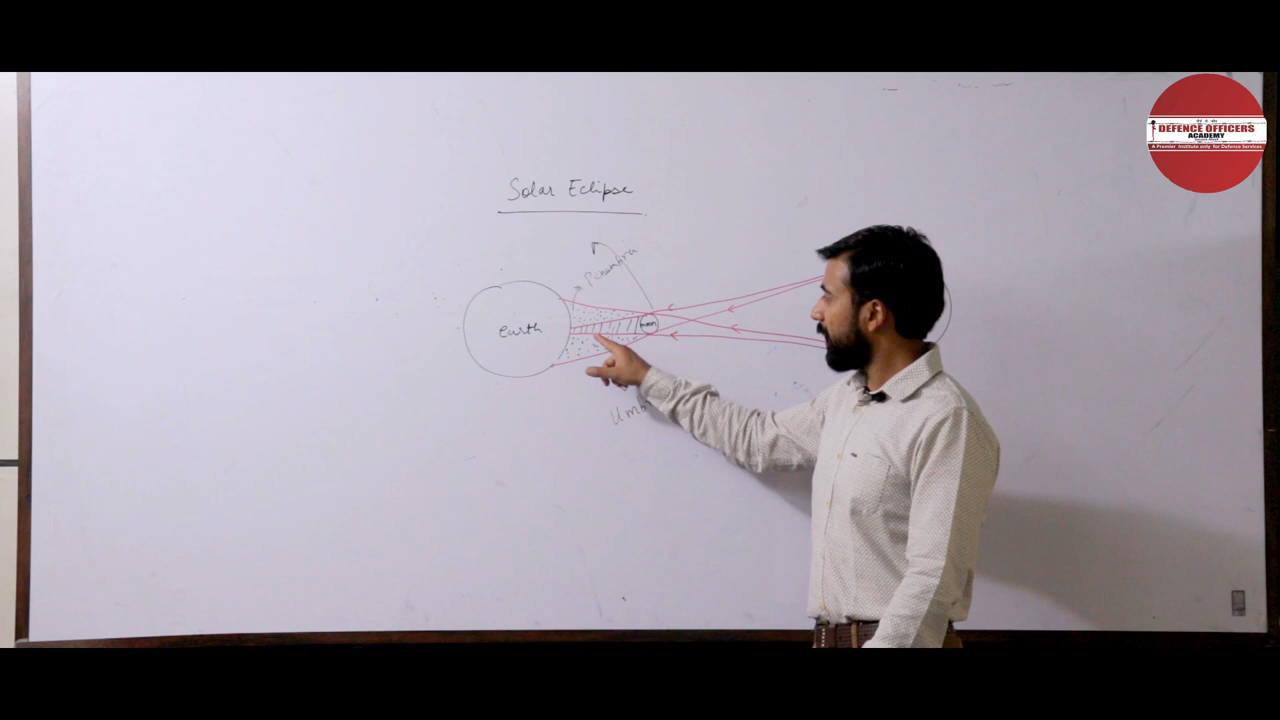 Solar Eclipse
Penumbra
earth
moon
DEFENCE OFFICERS
ACADEMY
A Premier Institute only for Defence Services